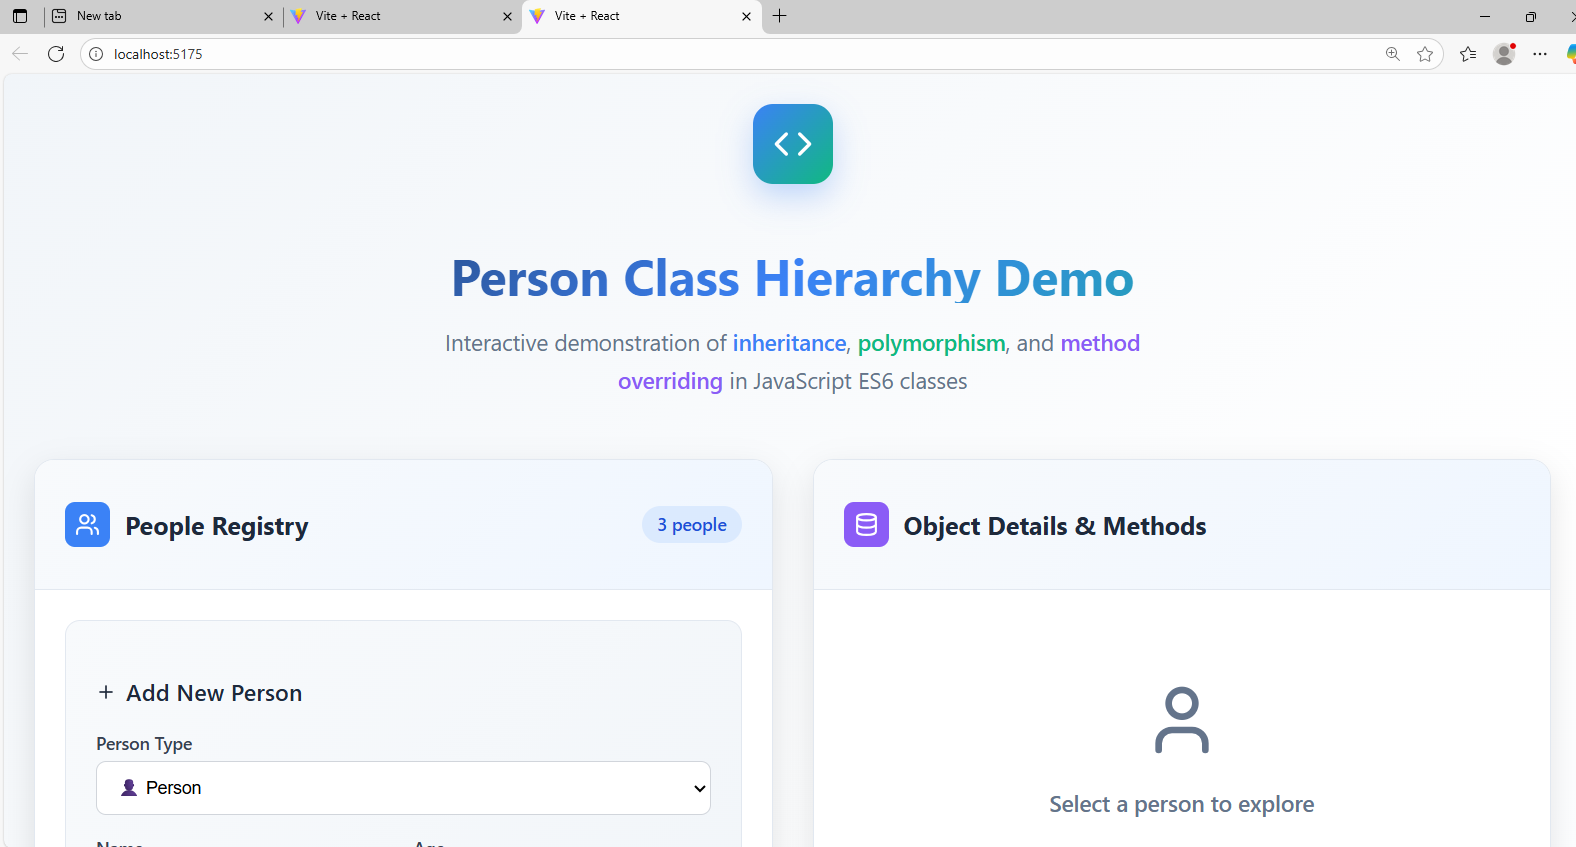 New tab
Vite + React
Vite + React
localhost:5175
Person Class Hierarchy Demo
Interactive demonstration of inheritance, polymorphism, and method
overriding in JavaScript ES6 classes
People Registry
3 people
Add New Person
Person Type
Person
Name
Age
Object Details & Methods
Select a person to explore